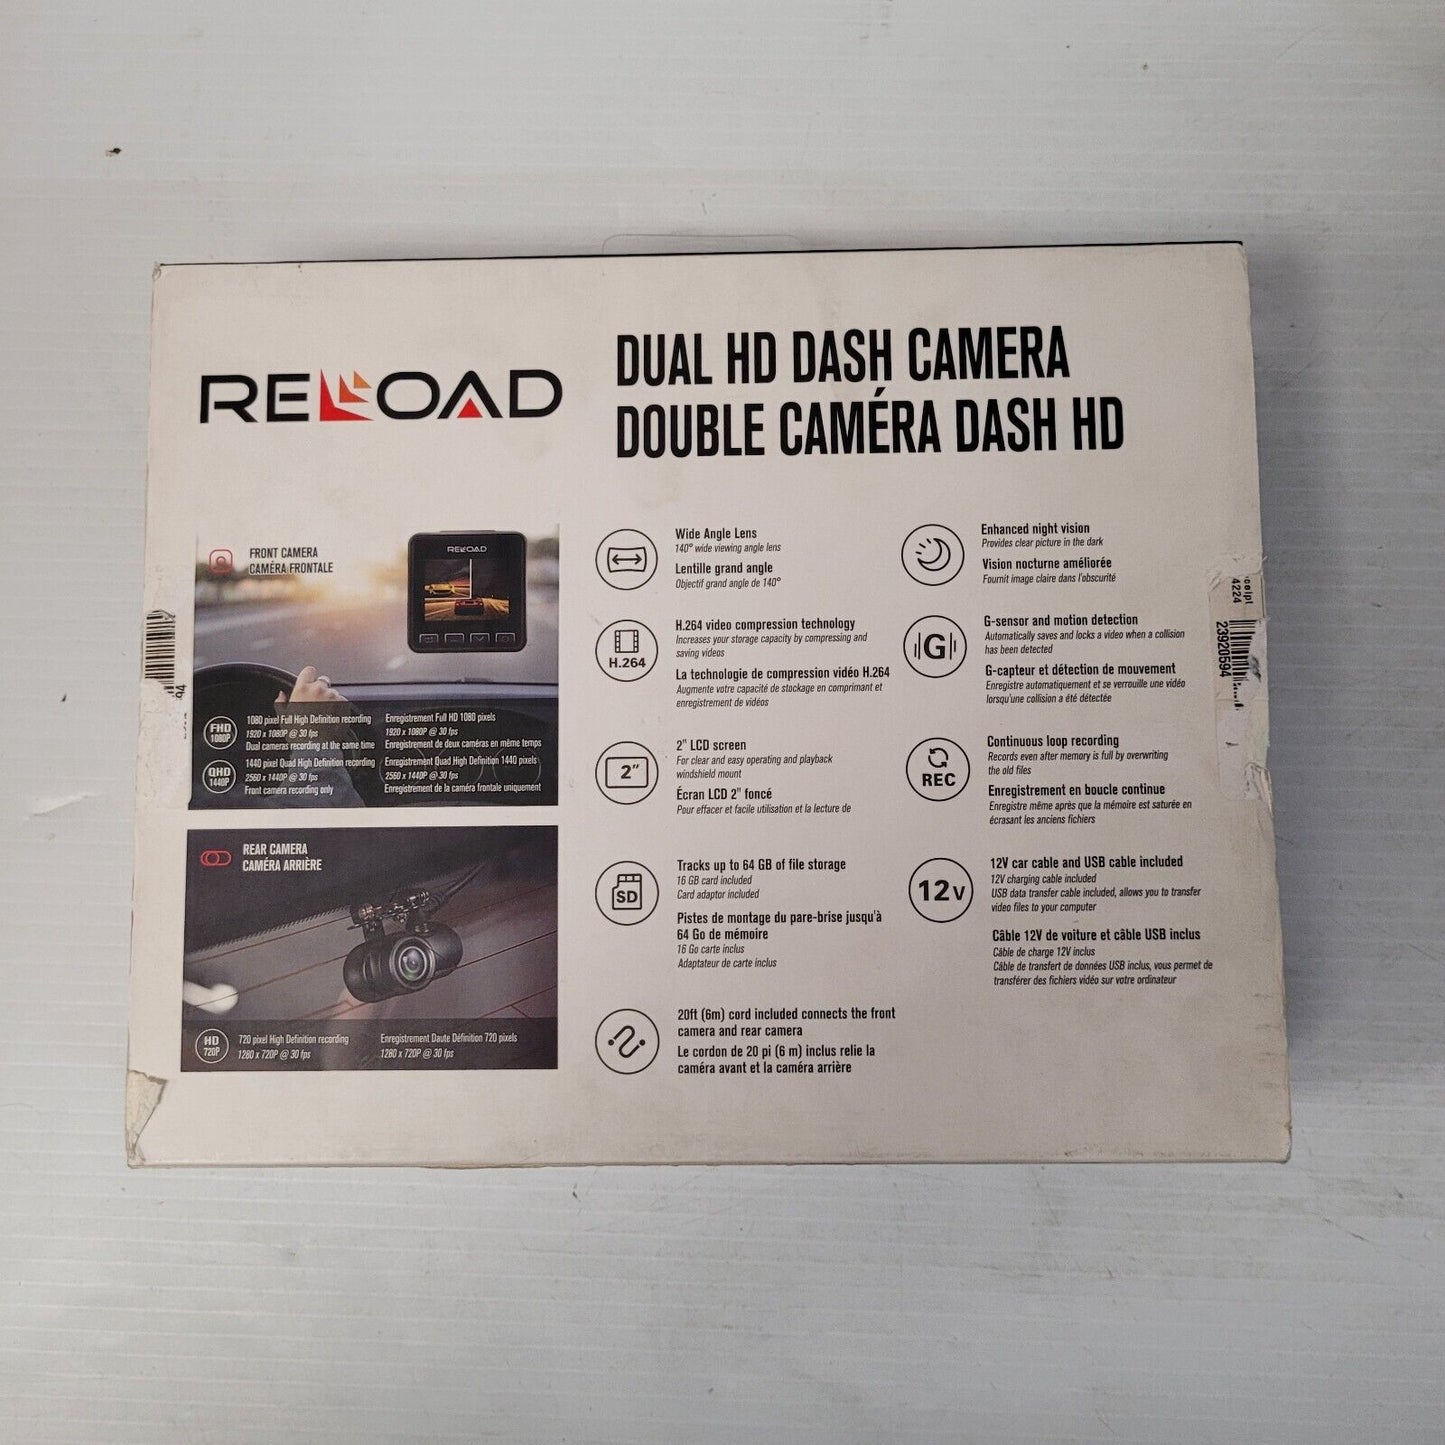 RELOAD
DUAL HD DASH CAMERA
DOUBLE CAMÉRA DASH HD
FRONT CAMERA
CAMÉRA FRONTALE
RELOAD
FHD
1080P
1080 pixel Full High Definition recording
1920 x 1080P @ 30 fps
Dual cameras recording at the same time
Enregistrement Full HD 1080 pixels
1920 x 1080P @ 30 fps
Enregistrement de deux caméras en même temps
QHD
1440P
1440 pixel Quad High Definition recording
2560 x 1440P @ 30 fps
Front camera recording only
Enregistrement Quad High Definition 1440 pixels
2560 x 1440P @ 30 fps
Enregistrement de la caméra frontale uniquement
REAR CAMERA
CAMÉRA ARRIÈRE
HD
720P
720 pixel High Definition recording
1280 x 720P @ 30 fps
Enregistrement Daute Définition 720 pixels
1280 x 720P @ 30 fps
Wide Angle Lens
140° wide viewing angle lens
Lentille grand angle
Objectif grand angle de 140°
H.264
H.264 video compression technology
Increases your storage capacity by compressing and
saving videos
La technologie de compression vidéo H.264
Augmente votre capacité de stockage en comprimant et
enregistrement de vidéos
2"
2" LCD screen
For clear and easy operating and playback
windshield mount
Écran LCD 2" foncé
Pour effacer et facile utilisation et la lecture de
SD
Tracks up to 64 GB of file storage
16 GB card included
Card adaptor included
Pistes de montage du pare-brise jusqu'à
64 Go de mémoire
16 Go carte inclus
Adaptateur de carte inclus
20ft (6m) cord included connects the front
camera and rear camera
Le cordon de 20 pi (6 m) inclus relie la
caméra avant et la caméra arrière
Enhanced night vision
Provides clear picture in the dark
Vision nocturne améliorée
Fournit image claire dans l'obscurité
G
G-sensor and motion detection
Automatically saves and locks a video when a collision
has been detected
G-capteur et détection de mouvement
Enregistre automatiquement et se verrouille une vidéo
lorsqu'une collision a été détectée
REC
Continuous loop recording
Records even after memory is full by overwriting
the old files
Enregistrement en boucle continue
Enregistre même après que la mémoire est saturée en
écrasant les anciens fichiers
12V
12V car cable and USB cable included
12V charging cable included
USB data transfer cable included, allows you to transfer
video files to your computer
Câble 12V de voiture et câble USB inclus
Câble de charge 12V inclus
Câble de transfert de données USB inclus, vous permet de
transférer des fichiers vidéo sur votre ordinateur
4224
23920594
94